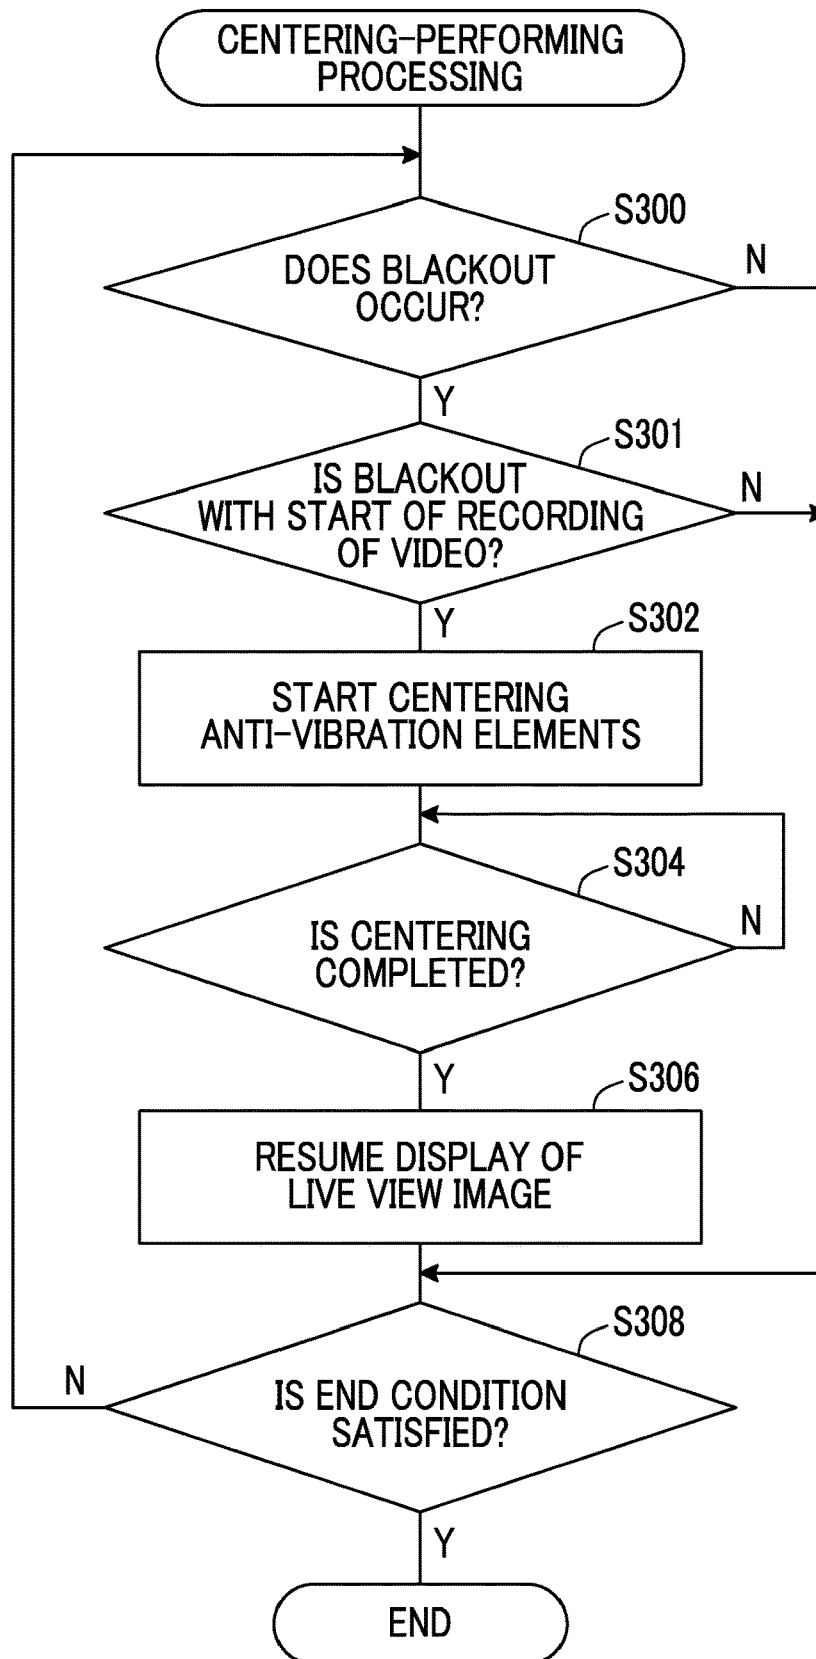 CENTERING-PERFORMING
PROCESSING
S300
DOES BLACKOUT
OCCUR?
N
Y
S301
IS BLACKOUT
WITH START OF RECORDING
OF VIDEO?
N
Y
S302
START CENTERING
ANTI-VIBRATION ELEMENTS
S304
IS CENTERING
COMPLETED?
N
Y
S306
RESUME DISPLAY OF
LIVE VIEW IMAGE
S308
IS END CONDITION
SATISFIED?
N
Y
END